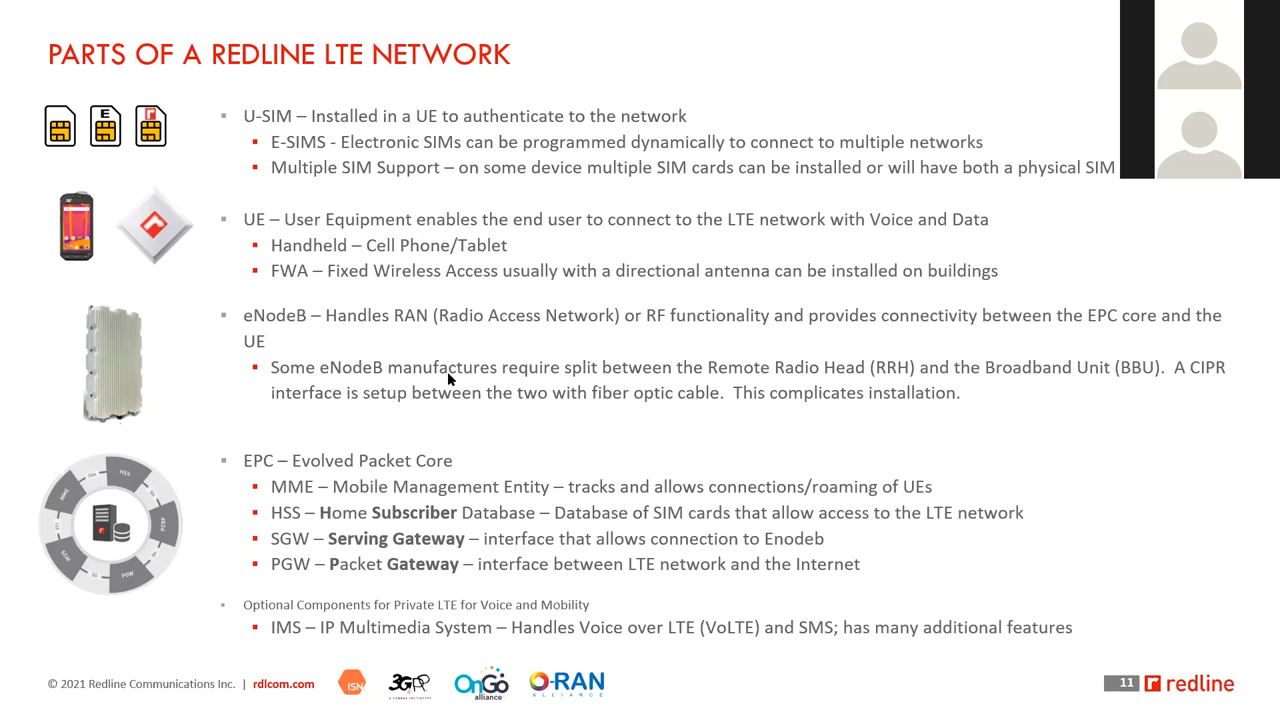 PARTS OF A REDLINE LTE NETWORK
E
▪ U-SIM – Installed in a UE to authenticate to the network
▪ E-SIMS - Electronic SIMs can be programmed dynamically to connect to multiple networks
▪ Multiple SIM Support – on some device multiple SIM cards can be installed or will have both a physical SIM
▪ UE – User Equipment enables the end user to connect to the LTE network with Voice and Data
▪ Handheld – Cell Phone/Tablet
▪ FWA – Fixed Wireless Access usually with a directional antenna can be installed on buildings
▪ eNodeB – Handles RAN (Radio Access Network) or RF functionality and provides connectivity between the EPC core and the
UE
▪ Some eNodeB manufactures require split between the Remote Radio Head (RRH) and the Broadband Unit (BBU).  A CIPR
interface is setup between the two with fiber optic cable.  This complicates installation.
HSS
MME
PCRF
SGW
PGW
▪ EPC – Evolved Packet Core
▪ MME – Mobile Management Entity – tracks and allows connections/roaming of UEs
▪ HSS – Home Subscriber Database – Database of SIM cards that allow access to the LTE network
▪ SGW – Serving Gateway – interface that allows connection to Enodeb
▪ PGW – Packet Gateway – interface between LTE network and the Internet
▪ Optional Components for Private LTE for Voice and Mobility
▪ IMS – IP Multimedia System – Handles Voice over LTE (VoLTE) and SMS; has many additional features
© 2021 Redline Communications Inc. | rdlcom.com
ISN
3GPP
A GLOBAL INITIATIVE
OnGo
alliance
O-RAN
ALLIANCE
11
redline